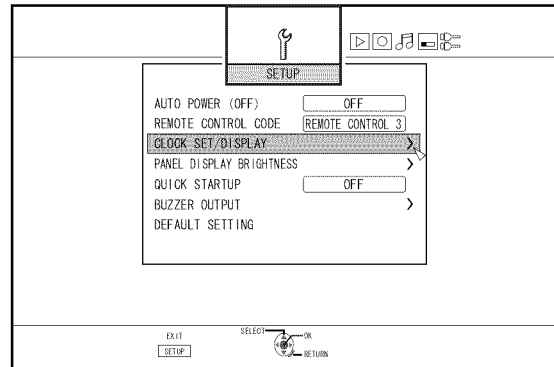 SETUP
AUTO POWER (OFF) OFF
REMOTE CONTROL CODE REMOTE CONTROL 3
CLOCK SET/DISPLAY
PANEL DISPLAY BRIGHTNESS
QUICK STARTUP OFF
BUZZER OUTPUT
DEFAULT SETTING
EXIT SELECT OK
SETUP RETURN